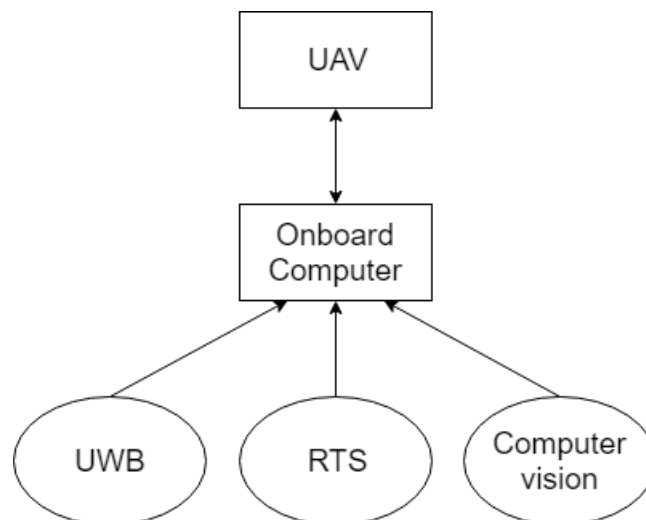 UAV
Onboard
Computer
UWB
RTS
Computer
vision